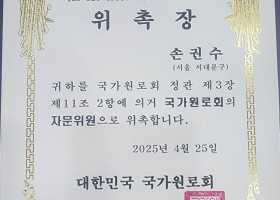 위 촉 장
손 권 수
(서울 서대문구)
귀하를 국가원로회 정관 제3장
제11조 2항에 의거 국가원로회의
자문위원으로 위촉합니다.
2025년 4월 25일
대한민국 국가원로회